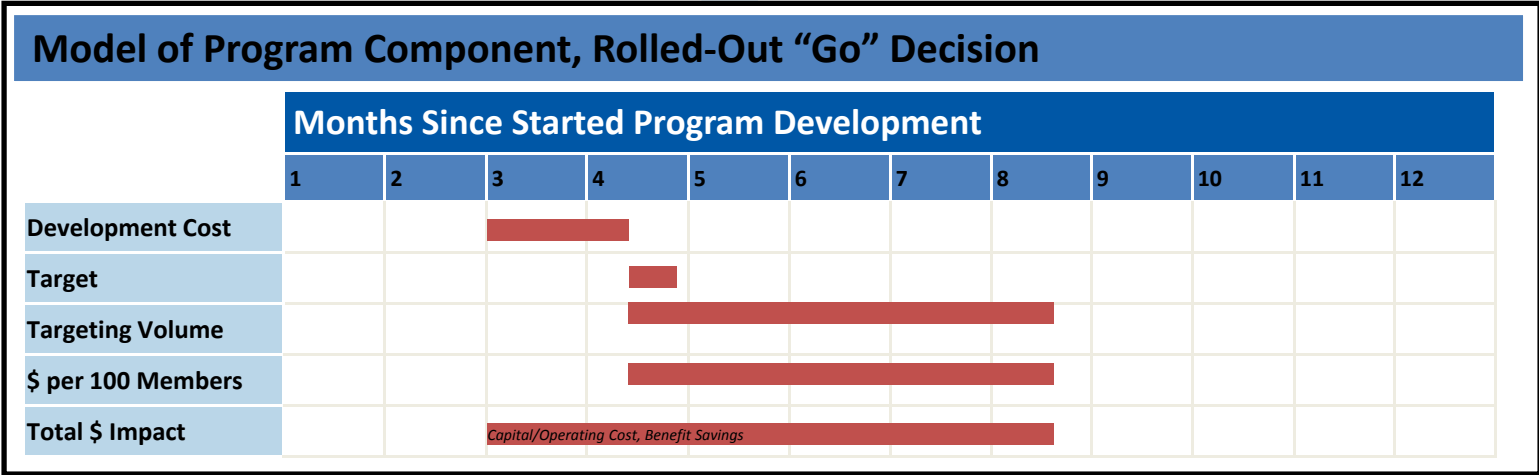 Model of Program Component, Rolled-Out “Go” Decision
Months Since Started Program Development
1 2 3 4 5 6 7 8 9 10 11 12
Development Cost
Target
Targeting Volume
$ per 100 Members
Total $ Impact Capital/Operating Cost, Benefit Savings